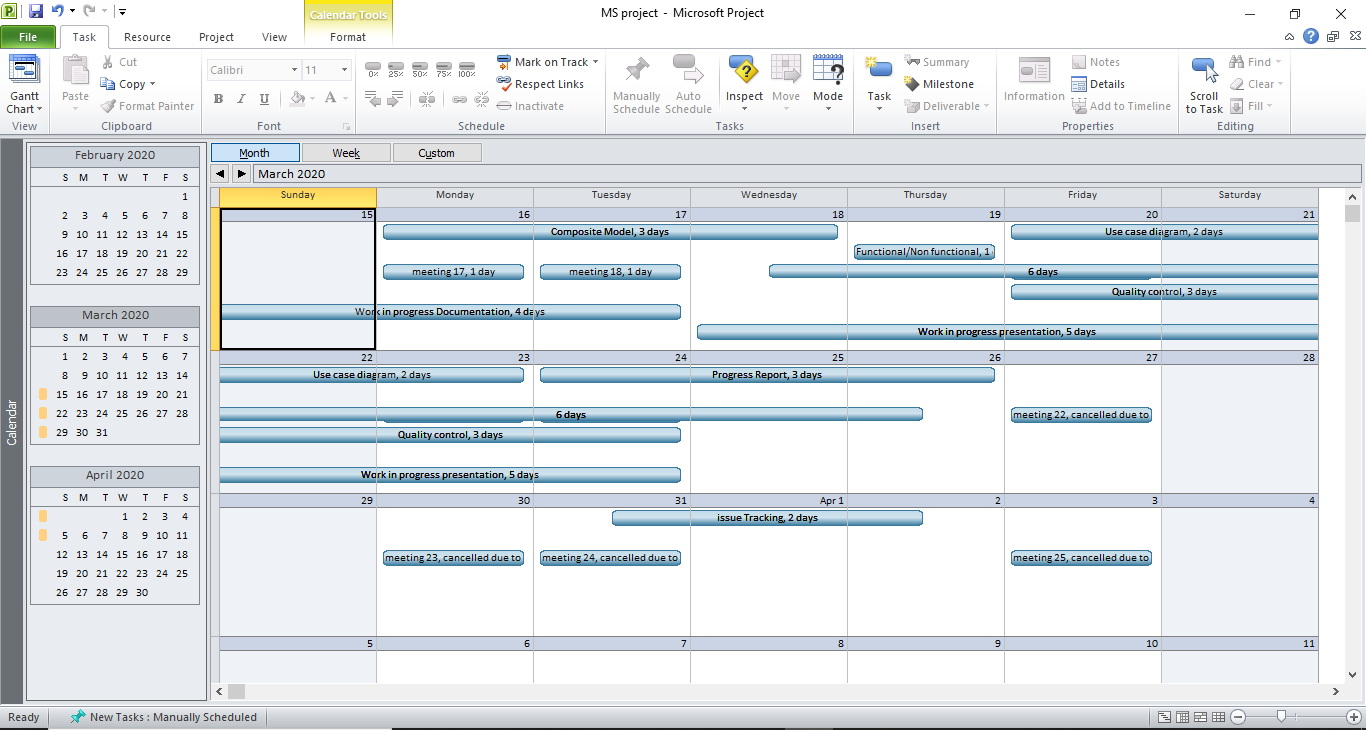 MS project - Microsoft Project
Calendar Tools
File Task Resource Project View Format
Gantt Chart
View
Paste
Cut
Copy
Format Painter
Clipboard
Calibri 11
B I U A
Font
0% 25% 50% 75% 100%
Mark on Track
Respect Links
Inactivate
Schedule
Manually Schedule
Auto Schedule
Inspect
Move
Mode
Tasks
Task
Summary
Milestone
Deliverable
Insert
Information
Notes
Details
Add to Timeline
Properties
Scroll to Task
Find
Clear
Fill
Editing
Calendar
February 2020
S M T W T F S
1
2 3 4 5 6 7 8
9 10 11 12 13 14 15
16 17 18 19 20 21 22
23 24 25 26 27 28 29
March 2020
S M T W T F S
1 2 3 4 5 6 7
8 9 10 11 12 13 14
15 16 17 18 19 20 21
22 23 24 25 26 27 28
29 30 31
April 2020
S M T W T F S
1 2 3 4
5 6 7 8 9 10 11
12 13 14 15 16 17 18
19 20 21 22 23 24 25
26 27 28 29 30
Month Week Custom
March 2020
Sunday Monday Tuesday Wednesday Thursday Friday Saturday
15 16 17 18 19 20 21
Composite Model, 3 days Use case diagram, 2 days
Functional/Non functional, 1
meeting 17, 1 day meeting 18, 1 day 6 days
Quality control, 3 days
Work in progress Documentation, 4 days
Work in progress presentation, 5 days
22 23 24 25 26 27 28
Use case diagram, 2 days Progress Report, 3 days
6 days meeting 22, cancelled due to
Quality control, 3 days
Work in progress presentation, 5 days
29 30 31 Apr 1 2 3 4
issue Tracking, 2 days
meeting 23, cancelled due to meeting 24, cancelled due to meeting 25, cancelled due to
5 6 7 8 9 10 11
Ready New Tasks : Manually Scheduled